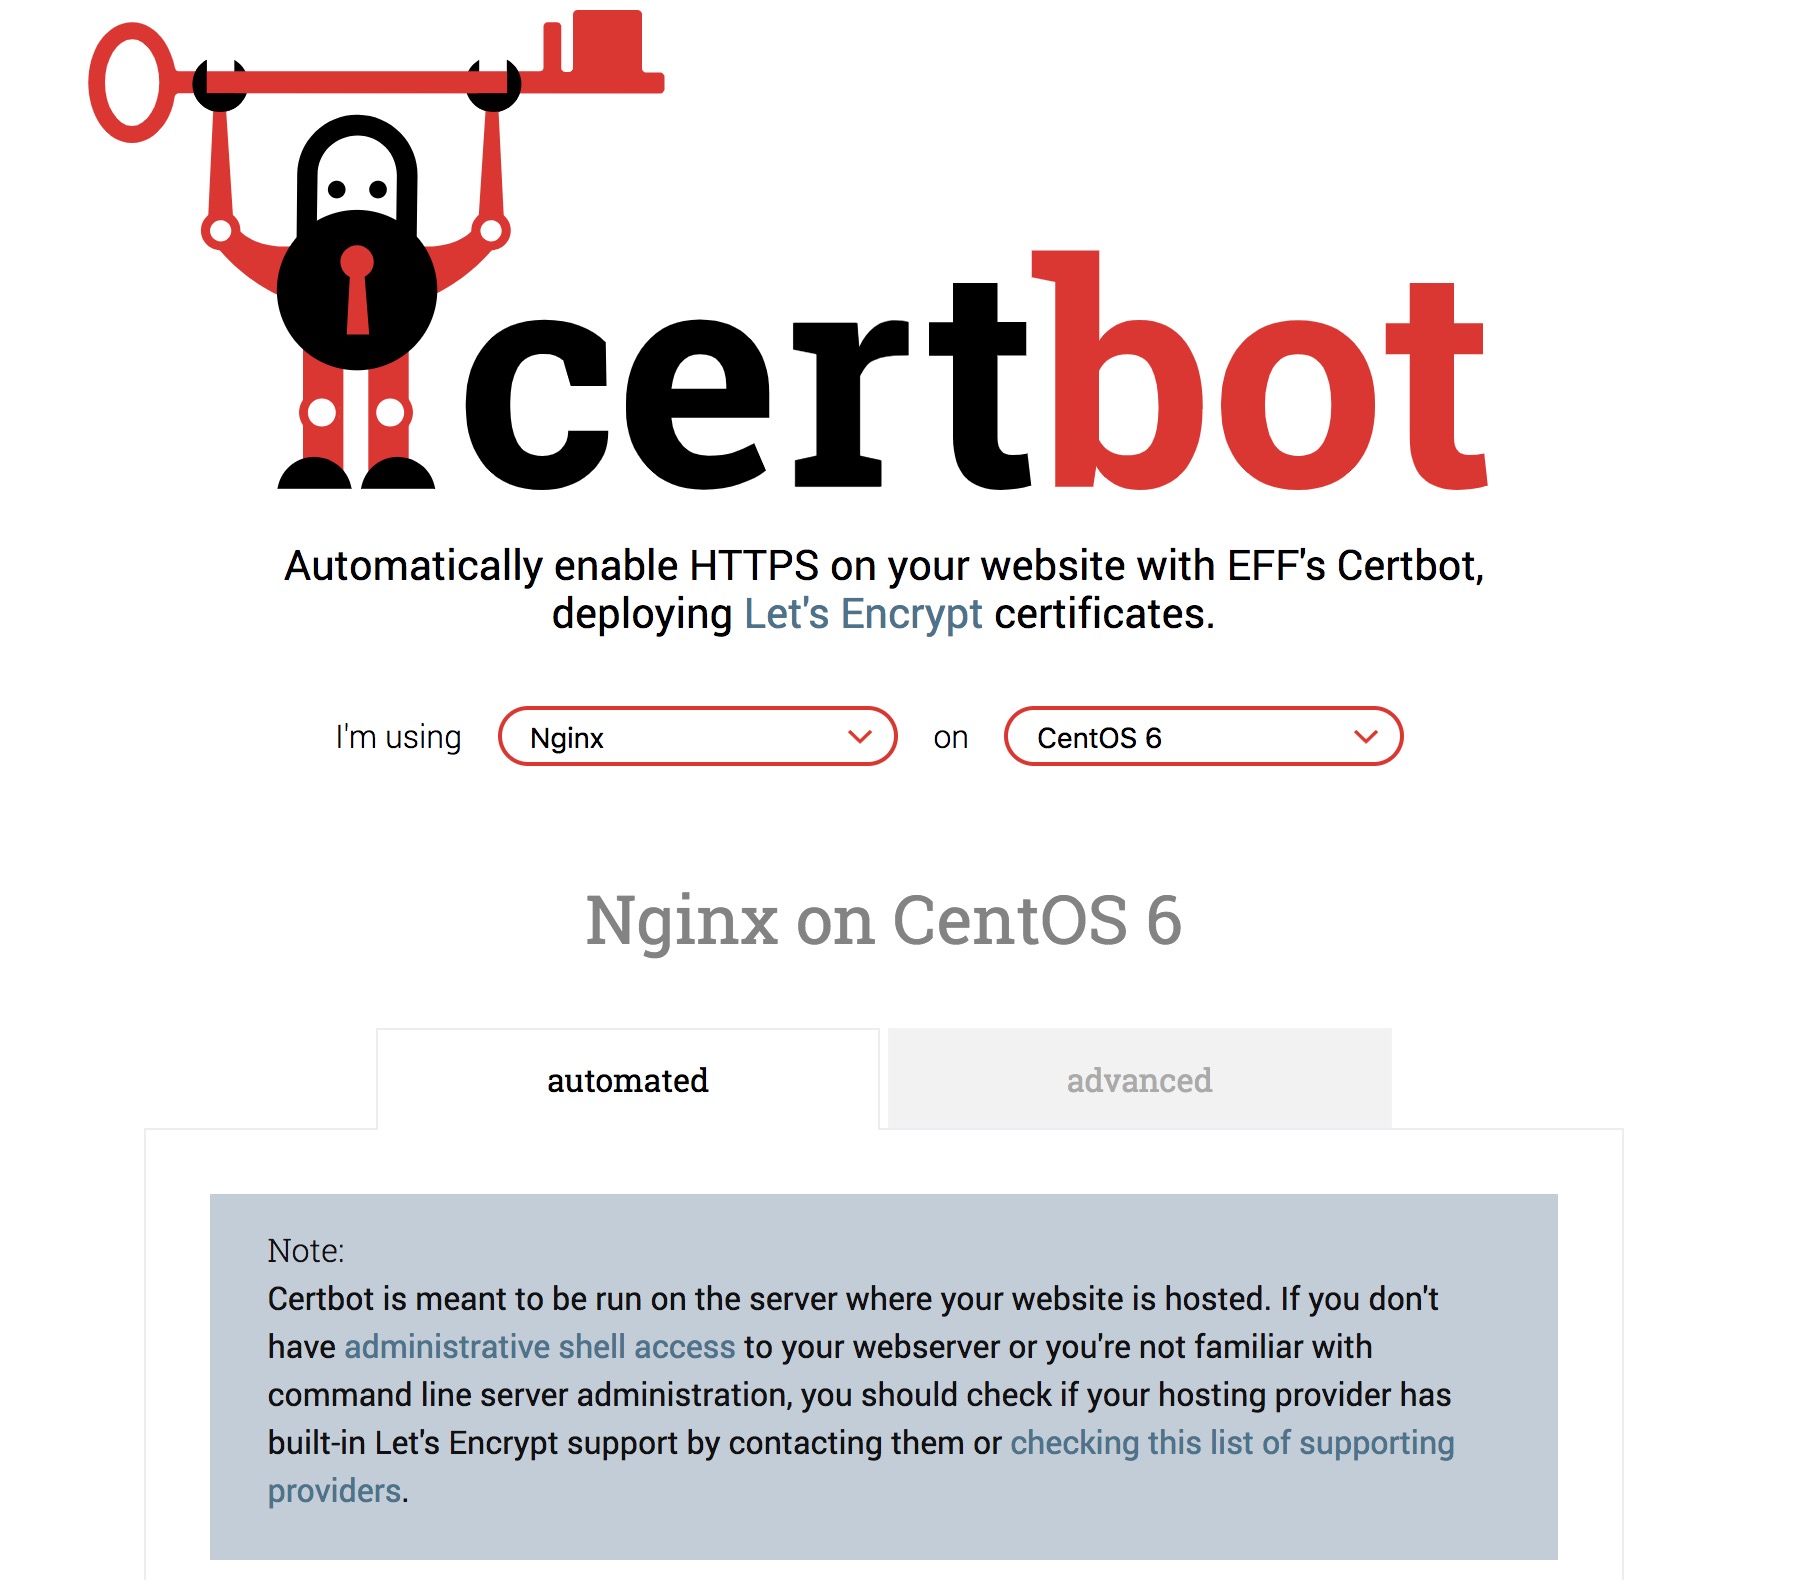 certbot
Automatically enable HTTPS on your website with EFF's Certbot,
deploying Let's Encrypt certificates.
I'm using Nginx on CentOS 6
Nginx on CentOS 6
automated advanced
Note:
Certbot is meant to be run on the server where your website is hosted. If you don't
have administrative shell access to your webserver or you're not familiar with
command line server administration, you should check if your hosting provider has
built-in Let's Encrypt support by contacting them or checking this list of supporting
providers.